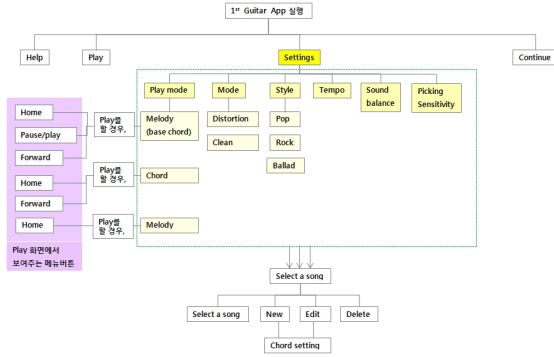 1st Guitar App 실행
Help
Play
Settings
Continue
Play mode
Mode
Style
Tempo
Sound
balance
Picking
Sensitivity
Home
Pause/play
Forward
Play를
할 경우,
Melody
(base chord)
Distortion
Clean
Pop
Rock
Ballad
Home
Forward
Play를
할 경우,
Chord
Home
Play를
할 경우,
Melody
Play 화면에서
보여주는 메뉴버튼
Select a song
Select a song
New
Edit
Delete
Chord setting